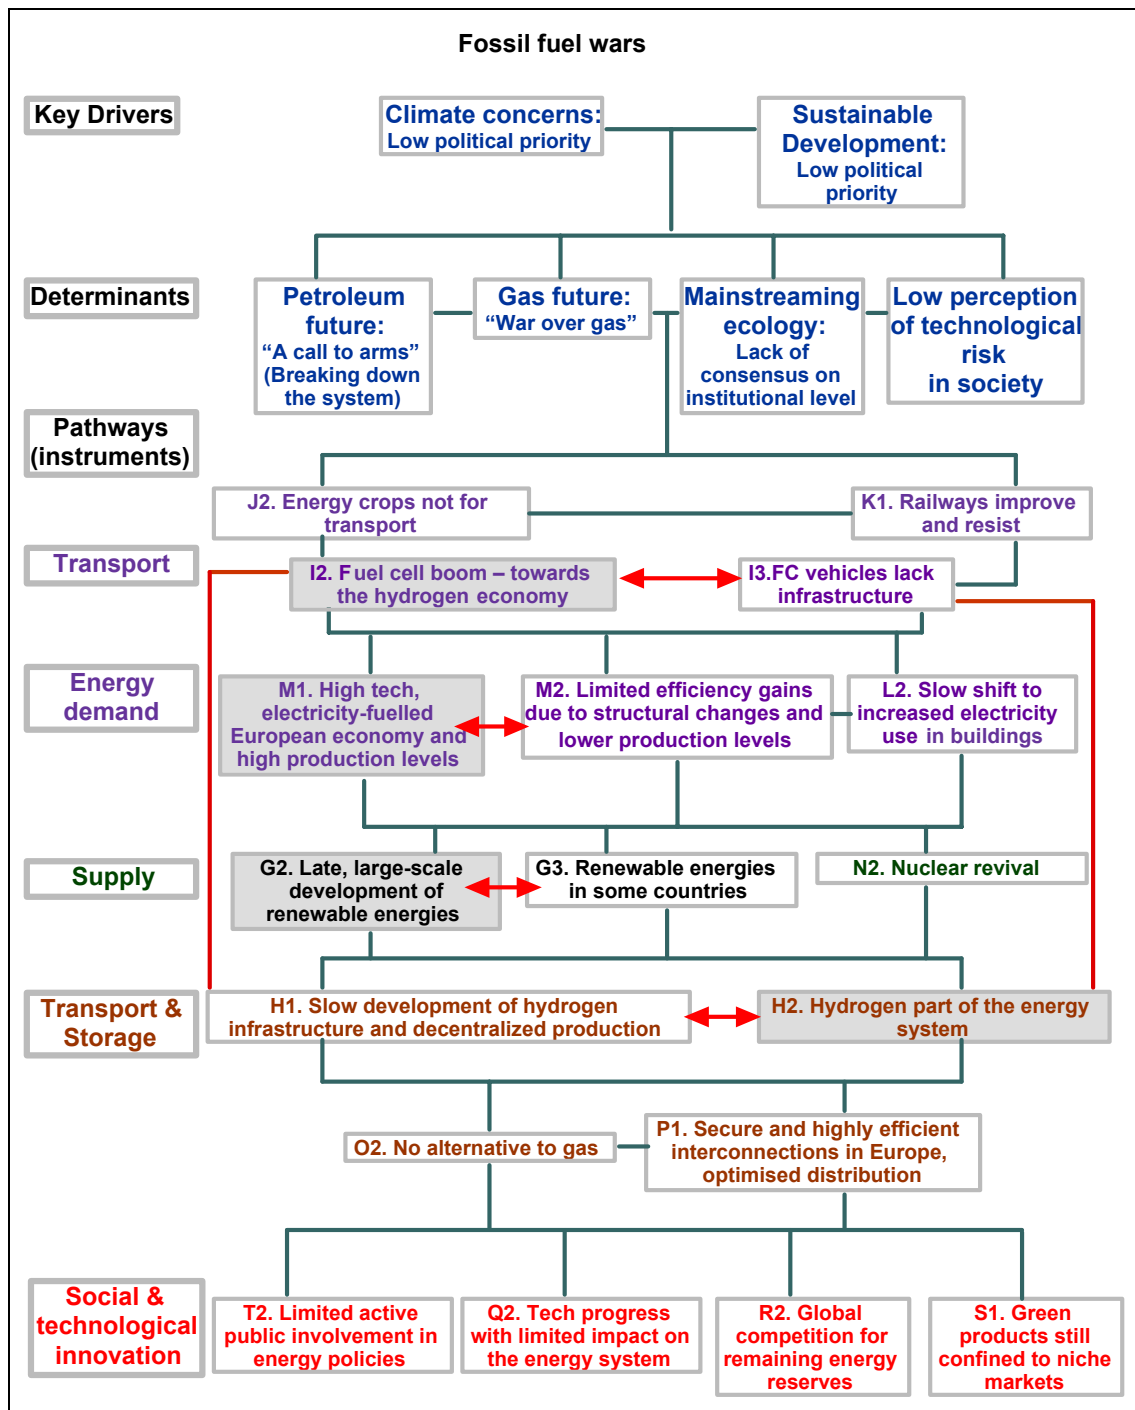 Fossil fuel wars
Key Drivers
Climate concerns:
Low political priority
Sustainable
Development:
Low political
priority
Determinants
Petroleum
future:
“A call to arms”
(Breaking down
the system)
Gas future:
“War over gas”
Mainstreaming
ecology:
Lack of
consensus on
institutional level
Low perception
of technological
risk
in society
Pathways
(instruments)
J2. Energy crops not for
transport
K1. Railways improve
and resist
Transport
I2. Fuel cell boom – towards
the hydrogen economy
I3.FC vehicles lack
infrastructure
Energy
demand
M1. High tech,
electricity-fuelled
European economy and
high production levels
M2. Limited efficiency gains
due to structural changes and
lower production levels
L2. Slow shift to
increased electricity
use in buildings
Supply
G2. Late, large-scale
development of
renewable energies
G3. Renewable energies
in some countries
N2. Nuclear revival
Transport &
Storage
H1. Slow development of hydrogen
infrastructure and decentralized production
H2. Hydrogen part of the energy
system
O2. No alternative to gas
P1. Secure and highly efficient
interconnections in Europe,
optimised distribution
Social &
technological
innovation
T2. Limited active
public involvement in
energy policies
Q2. Tech progress
with limited impact on
the energy system
R2. Global
competition for
remaining energy
reserves
S1. Green
products still
confined to niche
markets